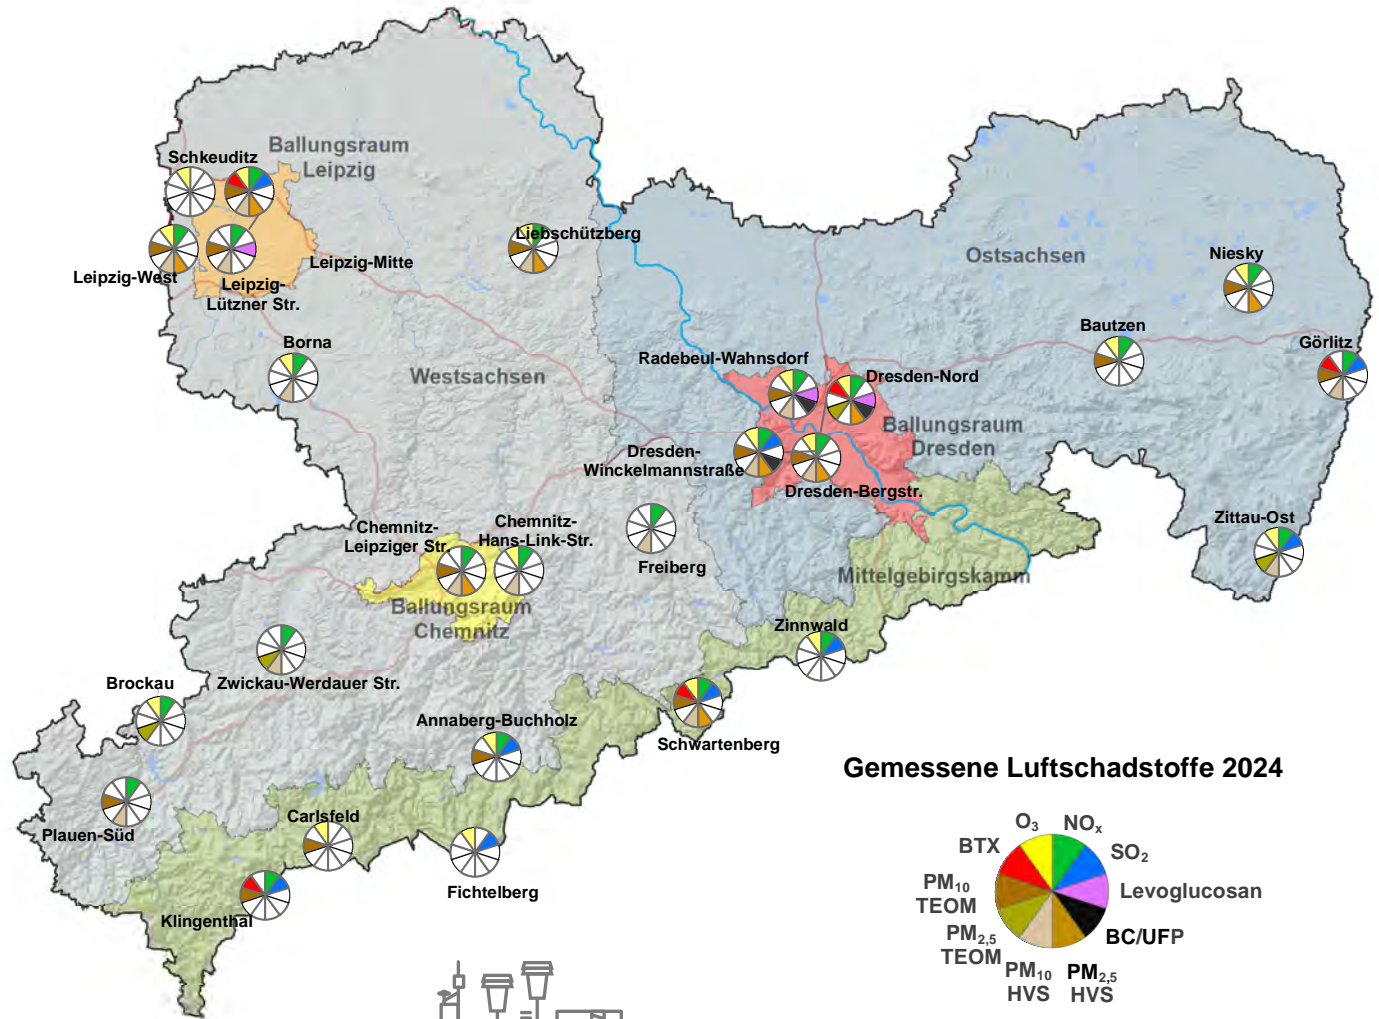 Ballungsraum
Leipzig
Schkeuditz
Leipzig-West
Leipzig-
Lützner Str.
Leipzig-Mitte
Liebschützberg
Borna
Westsachsen
Ostsachsen
Niesky
Bautzen
Görlitz
Radebeul-Wahnsdorf
Dresden-Nord
Ballungsraum
Dresden
Dresden-
Winckelmannstraße
Dresden-Bergstr.
Zittau-Ost
Chemnitz-
Leipziger Str.
Chemnitz-
Hans-Link-Str.
Freiberg
Mittelgebirgskamm
Ballungsraum
Chemnitz
Zinnwald
Zwickau-Werdauer Str.
Brockau
Annaberg-Buchholz
Schwartenberg
Plauen-Süd
Carlsfeld
Fichtelberg
Klingenthal
Gemessene Luftschadstoffe 2024
O₃
NOₓ
BTX
SO₂
PM₁₀
TEOM
Levoglucosan
PM₂,₅
TEOM
BC/UFP
PM₁₀
HVS
PM₂,₅
HVS